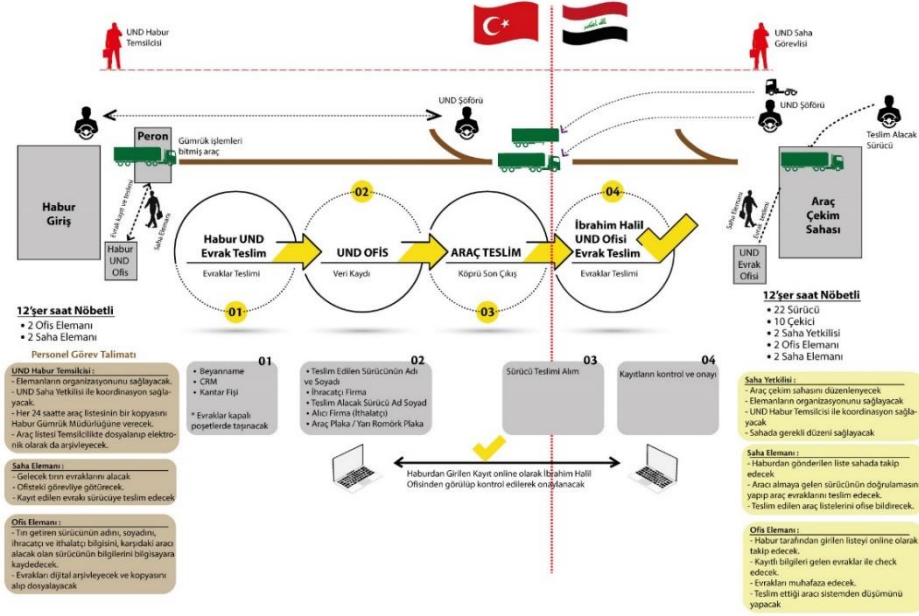 UND Habur
Temsilcisi
UND Saha
Görevlisi
UND Şöförü
UND Şöförü
Teslim Alacak
Sürücü
Peron
Gümrük işlemleri
bitmiş araç
Habur
Giriş
Evrak kayıt ve teslimi
Saha Elemanı
Habur
UND
Ofis
01
Habur UND
Evrak Teslim
Evraklar Teslimi
02
UND OFİS
Veri Kaydı
03
ARAÇ TESLİM
Köprü Son Çıkış
04
İbrahim Halil
UND Ofisi
Evrak Teslim
Evraklar Teslimi
Saha Elemanı
Evrak teslimi
UND
Evrak
Ofisi
Araç
Çekim
Sahası
12'şer saat Nöbetli
• 2 Ofis Elemanı
• 2 Saha Elemanı
12'şer saat Nöbetli
• 22 Sürücü
• 10 Çekici
• 2 Saha Yetkilisi
• 2 Ofis Elemanı
• 2 Saha Elemanı
Personel Görev Talimatı
UND Habur Temsilcisi :
- Elemanların organizasyonunu sağlayacak.
- UND Saha Yetkilisi ile koordinasyon sağla-
yacak.
- Her 24 saatte araç listesinin bir kopyasını
Habur Gümrük Müdürlüğüne verecek.
- Araç listesi Temsilcilikte dosyalanıp elektro-
nik olarak da arşivleyecek.
Saha Elemanı :
- Gelecek tırın evraklarını alacak
- Ofisteki görevliye götürecek.
- Kayıt edilen evrakı sürücüye teslim edecek
Ofis Elemanı :
- Tırı getiren sürücünün adını, soyadını,
ihracatçı ve ithalatçı bilgisini, karşıdaki aracı
alacak olan sürücünün bilgilerini bilgisayara
kaydedecek.
- Evrakları dijital arşivleyecek ve kopyasını
alıp dosyalayacak
01
• Beyanname
• CRM
• Kantar Fişi
* Evraklar kapalı
poşetlerde taşınacak
02
• Teslim Edilen Sürücünün Adı
ve Soyadı
• İhracatçı Firma
• Teslim Alacak Sürücü Ad Soyad
• Alıcı Firma (İthalatçı)
• Araç Plaka / Yarı Romörk Plaka
03
Sürücü Teslimi Alım
04
Kayıtların kontrol ve onayı
Haburdan Girilen Kayıt online olarak İbrahim Halil
Ofisinden görülüp kontrol edilerek onaylanacak
Saha Yetkilisi :
- Araç çekim sahasını düzenleyecek
- Elemanların organizasyonunu sağlayacak
- UND Habur Temsilcisi ile koordinasyon sağla-
yacak
- Sahada gerekli düzeni sağlayacak
Saha Elemanı :
- Haburdan gönderilen liste sahada takip
edecek
- Aracı almaya gelen sürücünün doğrulamasını
yapıp araç evraklarını teslim edecek.
- Teslim edilen araç listelerini ofise bildirecek.
Ofis Elemanı :
- Habur tarafından girilen listeyi online olarak
takip edecek.
- Kayıtlı bilgileri gelen evraklar ile check
edecek.
- Evrakları muhafaza edecek.
- Teslim ettiği aracı sistemden düşümünü
yapacak